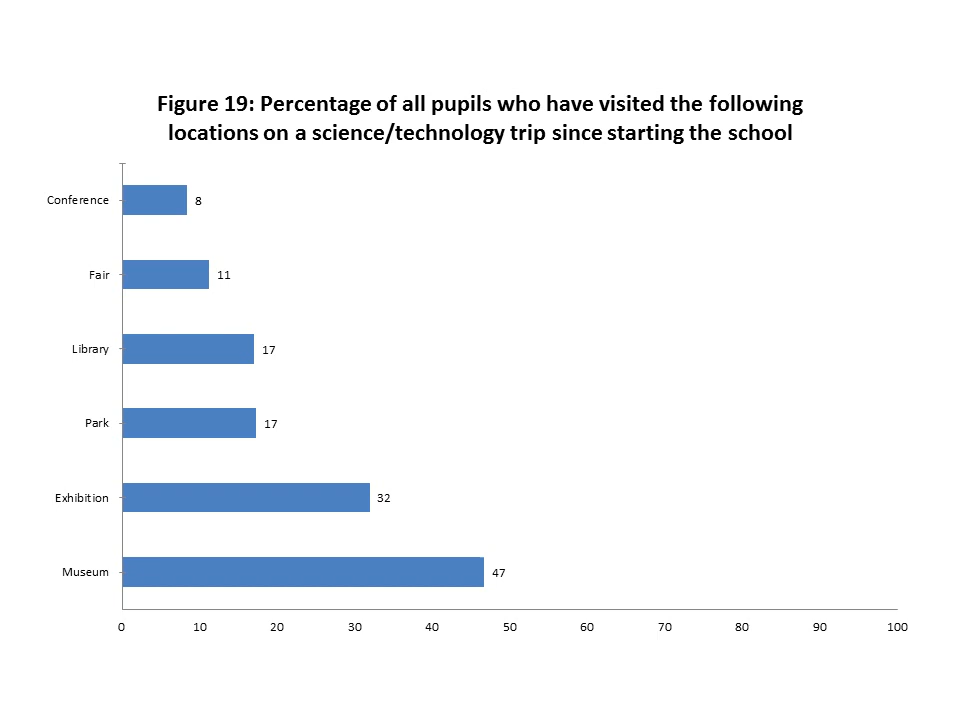 Figure 19: Percentage of all pupils who have visited the following
locations on a science/technology trip since starting the school
Conference 8
Fair 11
Library 17
Park 17
Exhibition 32
Museum 47
0 10 20 30 40 50 60 70 80 90 100